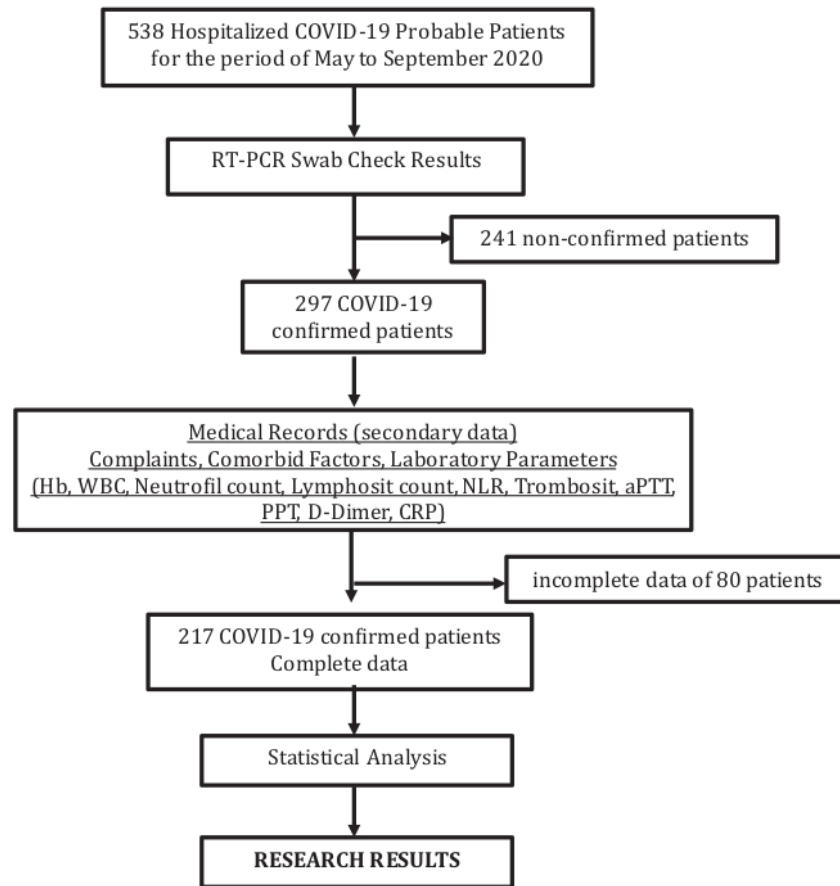 538 Hospitalized COVID-19 Probable Patients
for the period of May to September 2020
RT-PCR Swab Check Results
241 non-confirmed patients
297 COVID-19
confirmed patients
Medical Records (secondary data)
Complaints, Comorbid Factors, Laboratory Parameters
(Hb, WBC, Neutrofil count, Lymphosit count, NLR, Trombosit, aPTT,
PPT, D-Dimer, CRP)
incomplete data of 80 patients
217 COVID-19 confirmed patients
Complete data
Statistical Analysis
RESEARCH RESULTS